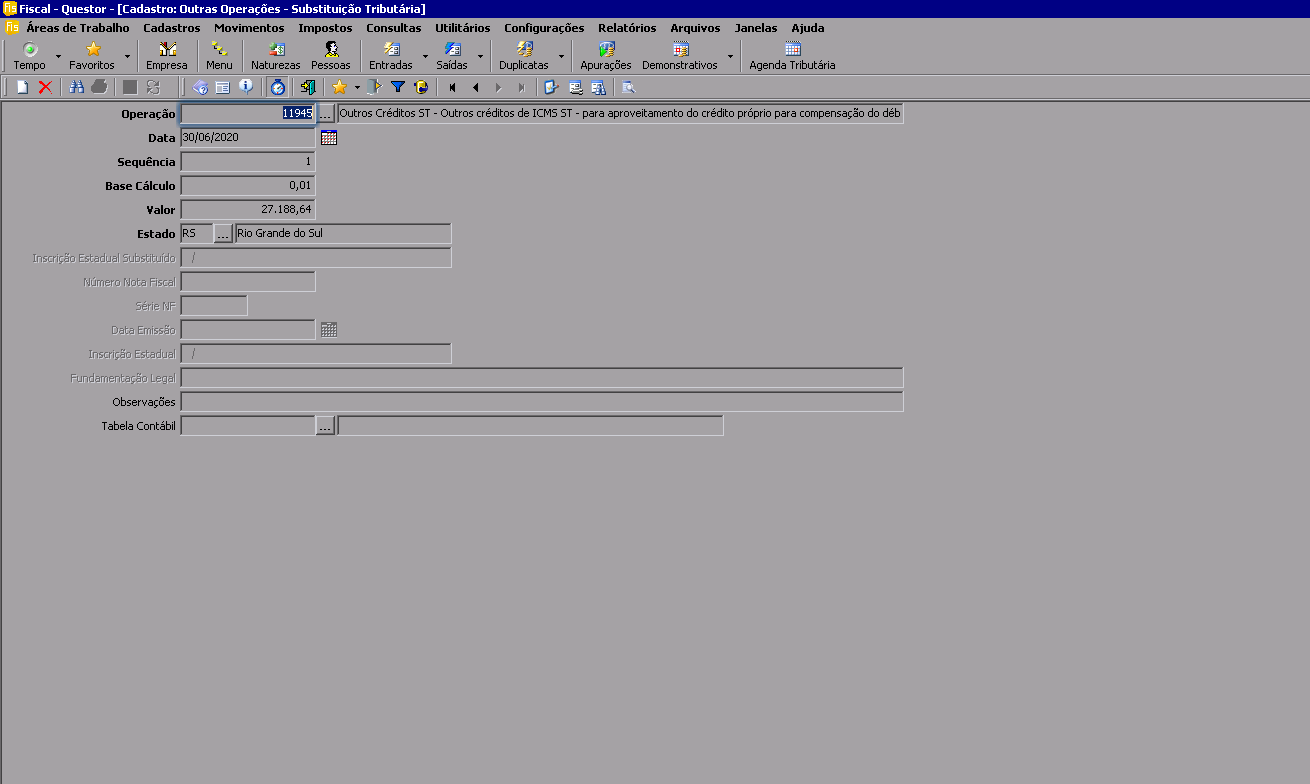 Fis Fiscal - Questor - [Cadastro: Outras Operações - Substituição Tributária]
Fis Áreas de Trabalho Cadastros Movimentos Impostos Consultas Utilitários Configurações Relatórios Arquivos Janelas Ajuda
Tempo Favoritos Empresa Menu Naturezas Pessoas Entradas Saídas Duplicatas Apurações Demonstrativos Agenda Tributária
Operação 11945 ... Outros Créditos ST - Outros créditos de ICMS ST - para aproveitamento do crédito próprio para compensação do déb
Data 30/06/2020
Sequência 1
Base Cálculo 0,01
Valor 27.188,64
Estado RS ... Rio Grande do Sul
Inscrição Estadual Substituído /
Número Nota Fiscal
Série NF
Data Emissão
Inscrição Estadual /
Fundamentação Legal
Observações
Tabela Contábil ...